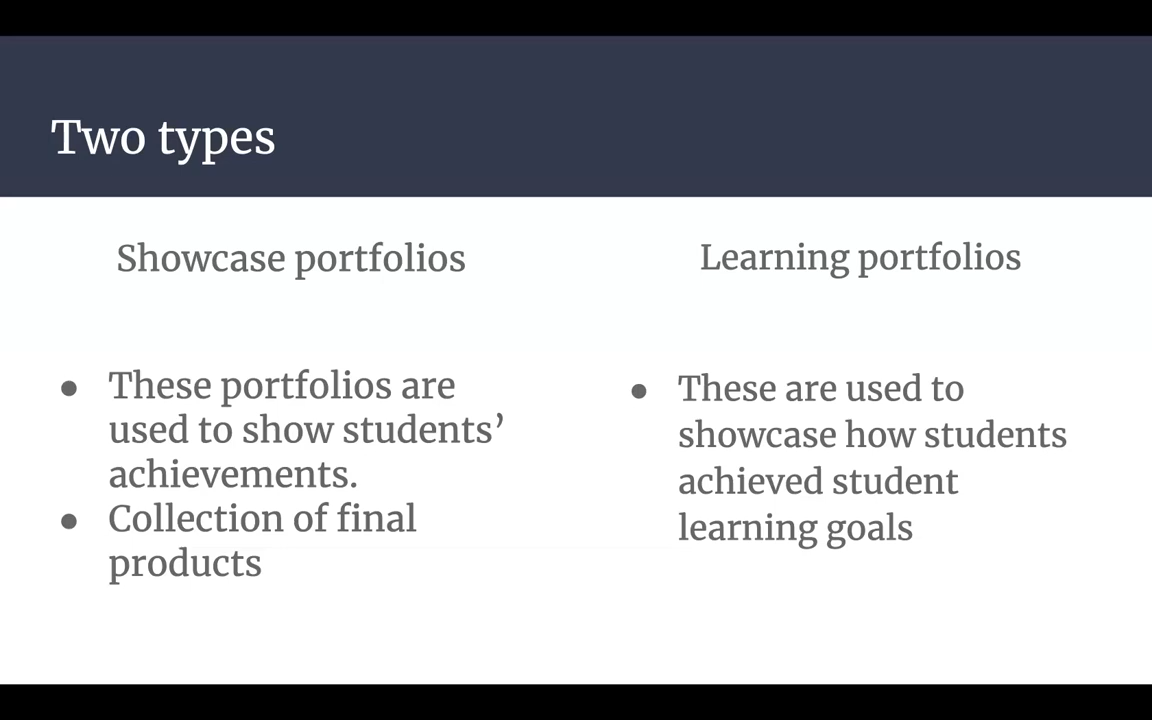 Two types
Showcase portfolios
● These portfolios are
used to show students’
achievements.
● Collection of final
products
Learning portfolios
● These are used to
showcase how students
achieved student
learning goals